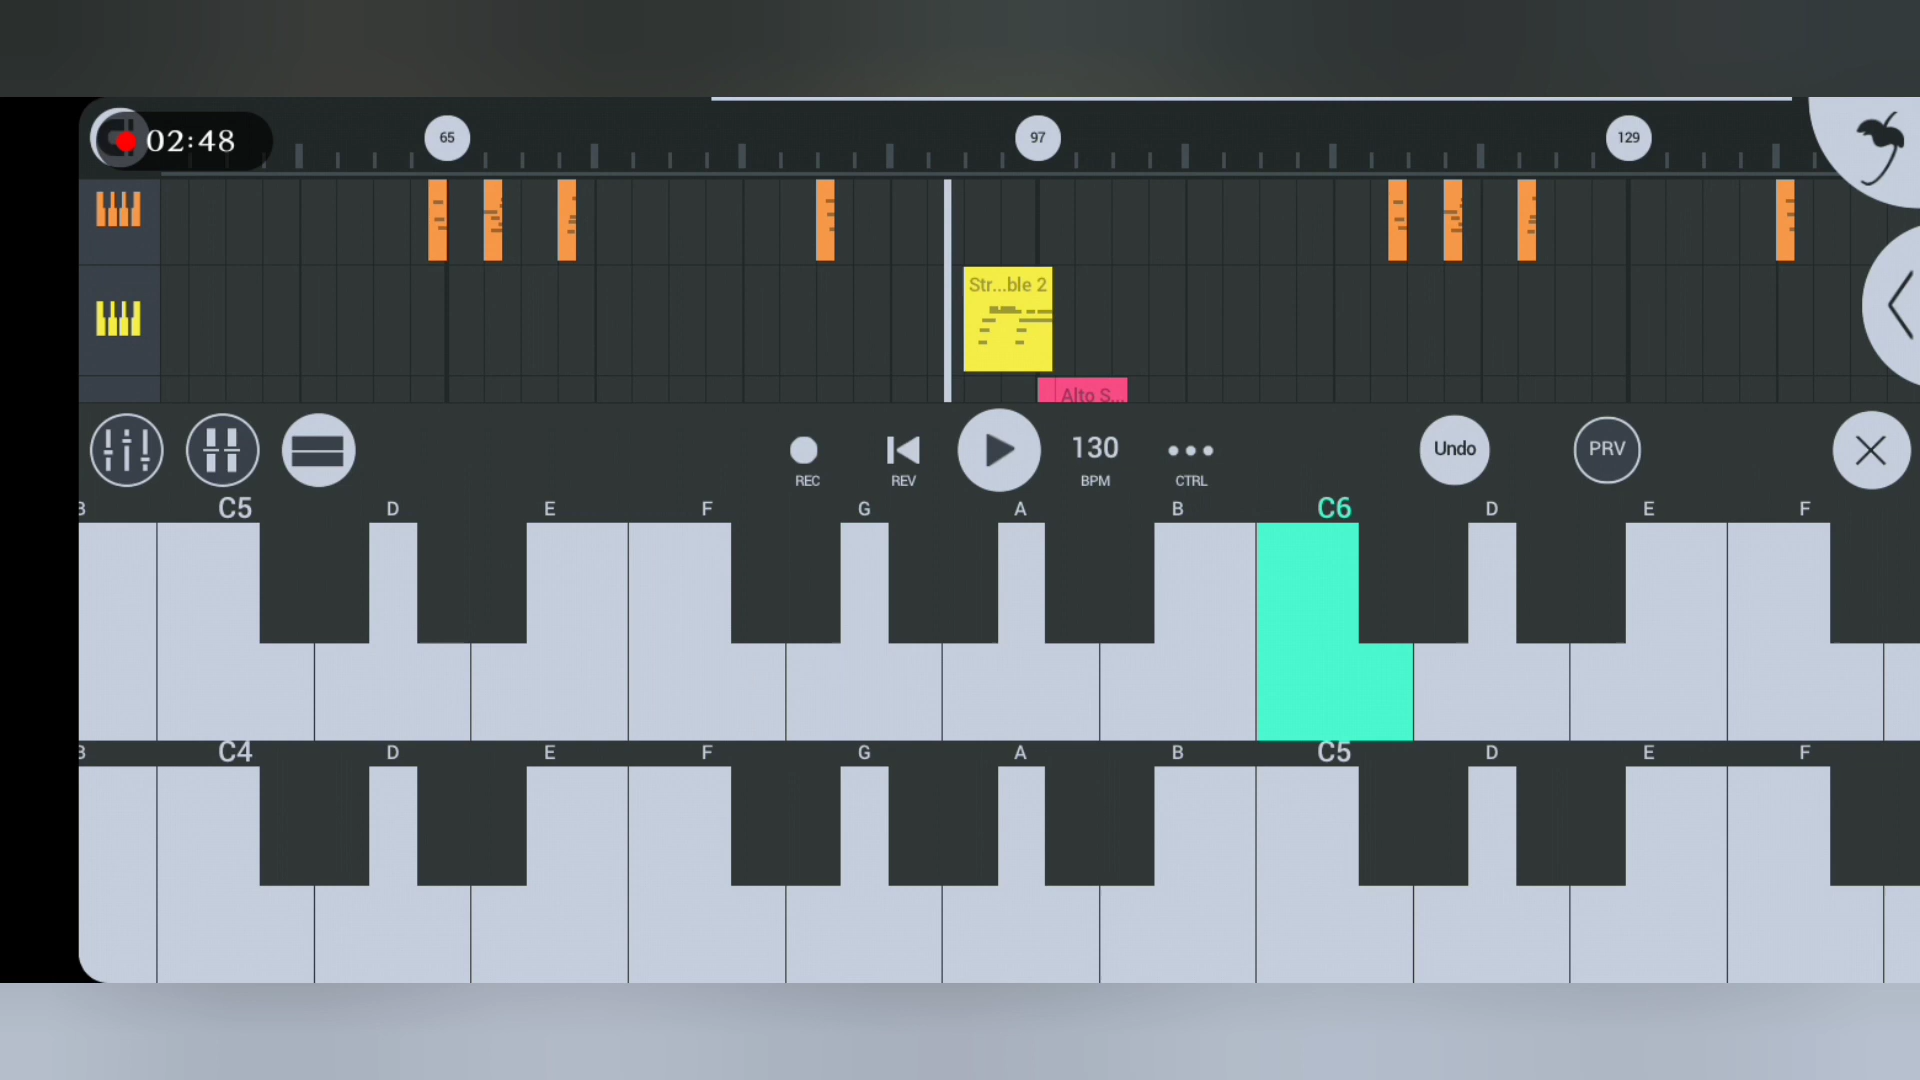 02:48
65 97 129
Str...ble 2
Alto S...
REC REV 130 BPM CTRL Undo PRV
B C5 D E F G A B C6 D E F
B C4 D E F G A B C5 D E F